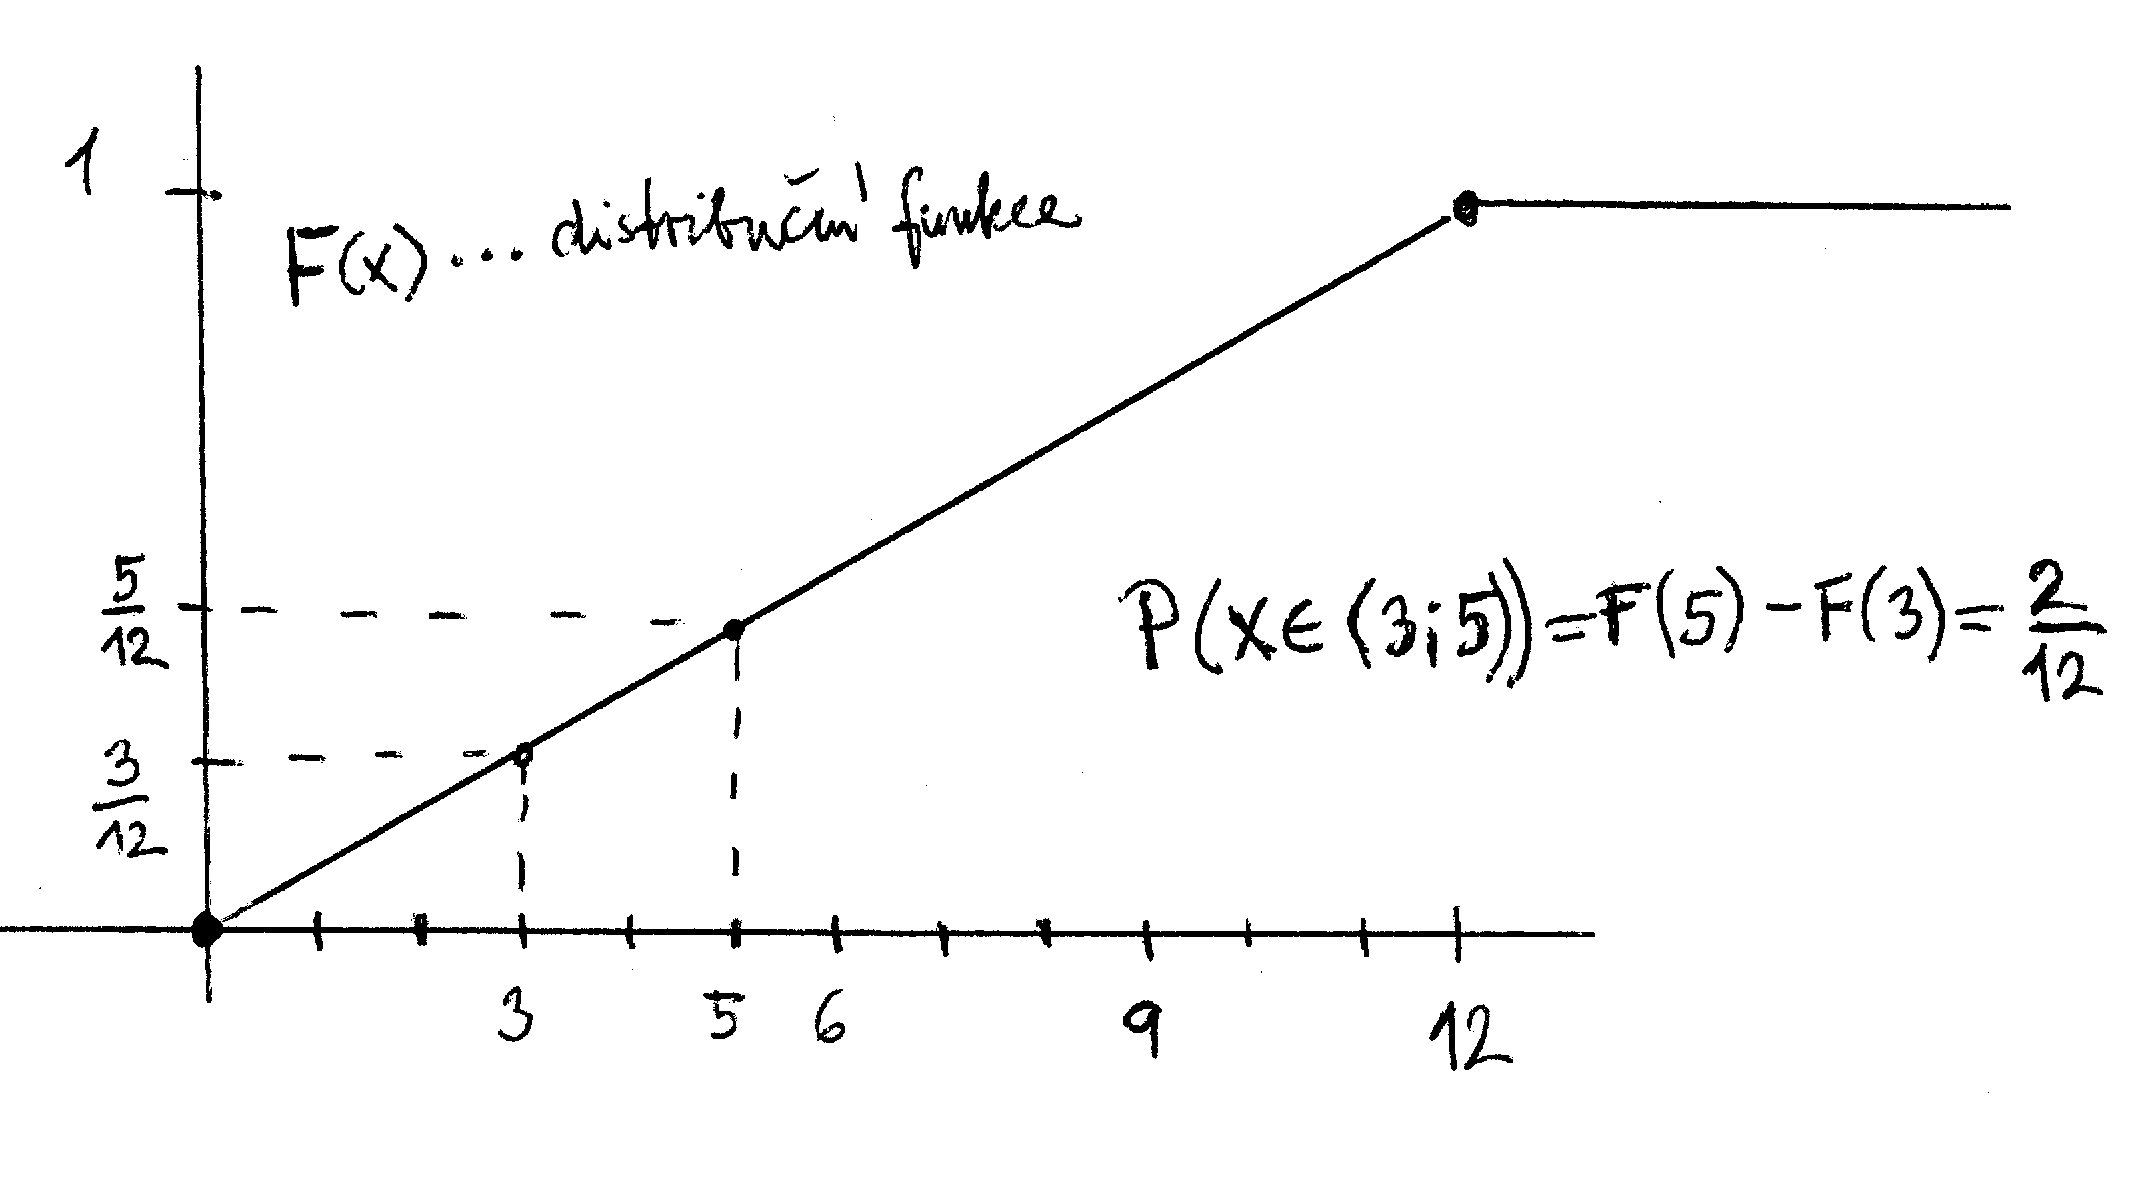 1
F(x) ... distribuční funkce
5/12
P(X∈(3;5))=F(5)-F(3)=2/12
3/12
3 5 6 9 12